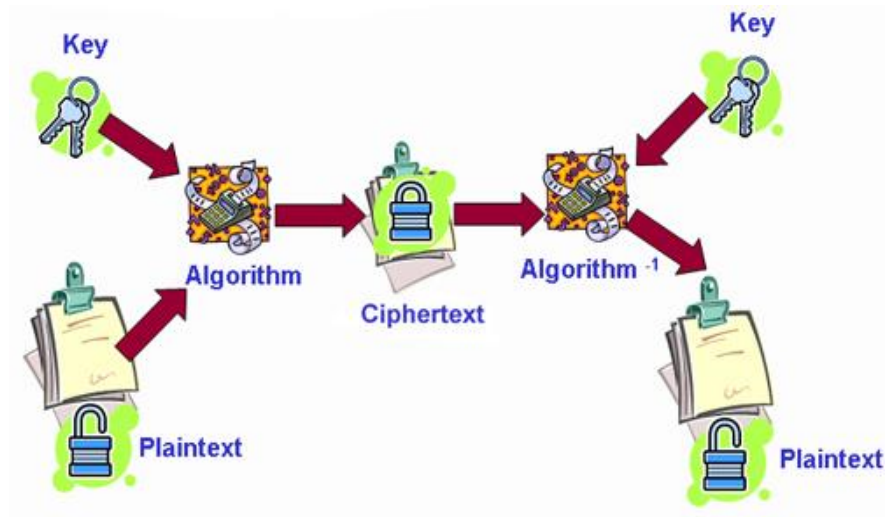 Key
Key
Algorithm
Algorithm -1
Ciphertext
Plaintext
Plaintext